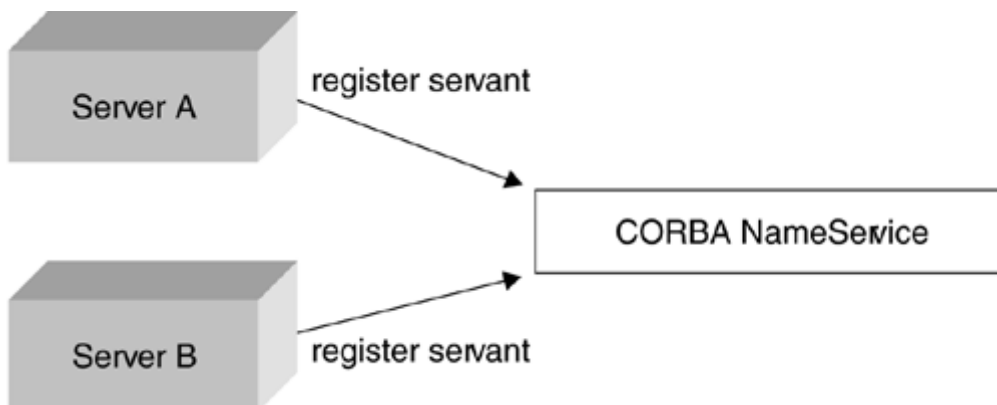 Server A
register servant
CORBA NameService
Server B
register servant